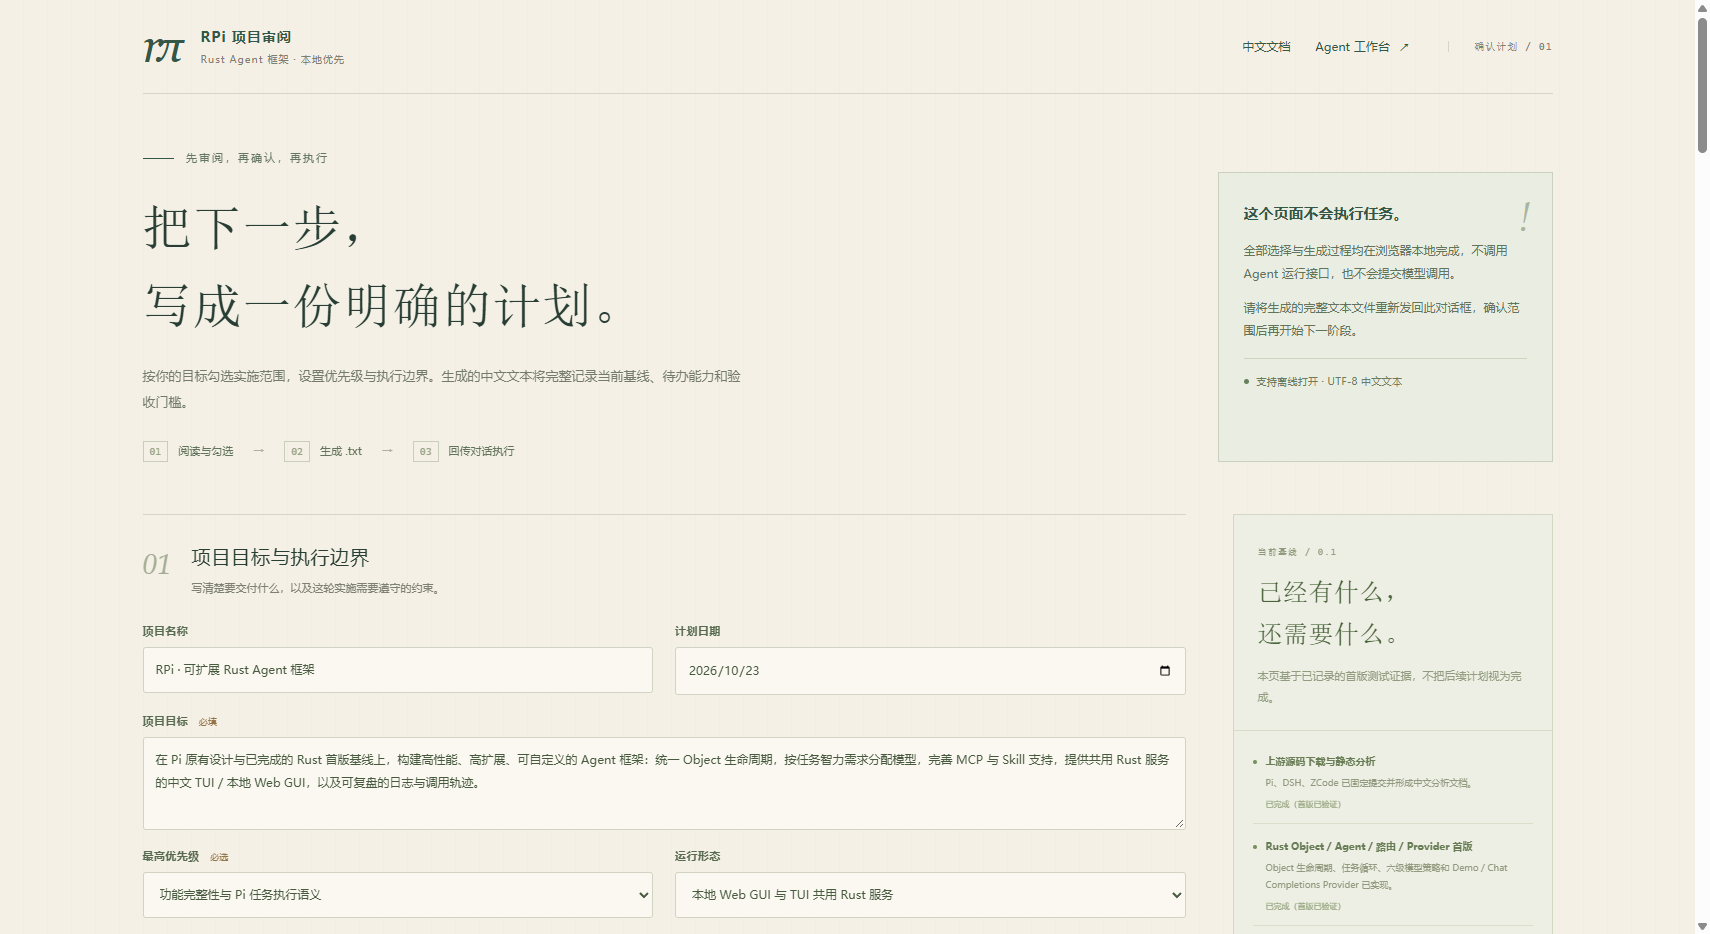 rπ
RPi 项目审阅
Rust Agent 框架 · 本地优先
中文文档
Agent 工作台 ↗
确认计划 / 01
先审阅，再确认，再执行
把下一步，
写成一份明确的计划。
按你的目标勾选实施范围，设置优先级与执行边界。生成的中文文本将完整记录当前基线、待办能力和验
收门槛。
01 阅读与勾选 → 02 生成 .txt → 03 回传对话执行
这个页面不会执行任务。
!
全部选择与生成过程均在浏览器本地完成，不调用
Agent 运行接口，也不会提交模型调用。
请将生成的完整文本文件重新发回此对话框，确认范
围后再开始下一阶段。
支持离线打开 · UTF-8 中文文本
01
项目目标与执行边界
写清楚要交付什么，以及这轮实施需要遵守的约束。
项目名称
RPi · 可扩展 Rust Agent 框架
计划日期
2026/10/23
项目目标 必填
在 Pi 原有设计与已完成的 Rust 首版基线上，构建高性能、高扩展、可自定义的 Agent 框架：统一 Object 生命周期，按任务智力需求分配模型，完善 MCP 与 Skill 支持，提供共用 Rust 服务
的中文 TUI / 本地 Web GUI，以及可复盘的日志与调用轨迹。
最高优先级 必选
功能完整性与 Pi 任务执行语义
运行形态
本地 Web GUI 与 TUI 共用 Rust 服务
当前基线 / 0.1
已经有什么，
还需要什么。
本页基于已记录的首版测试证据，不把后续计划视为完
成。
上游源码下载与静态分析
Pi、DSH、ZCode 已固定提交并形成中文分析文档。
已完成（首版已验证）
Rust Object / Agent / 路由 / Provider 首版
Object 生命周期、任务循环、六级模型策略和 Demo / Chat
Completions Provider 已实现。
已完成（首版已验证）